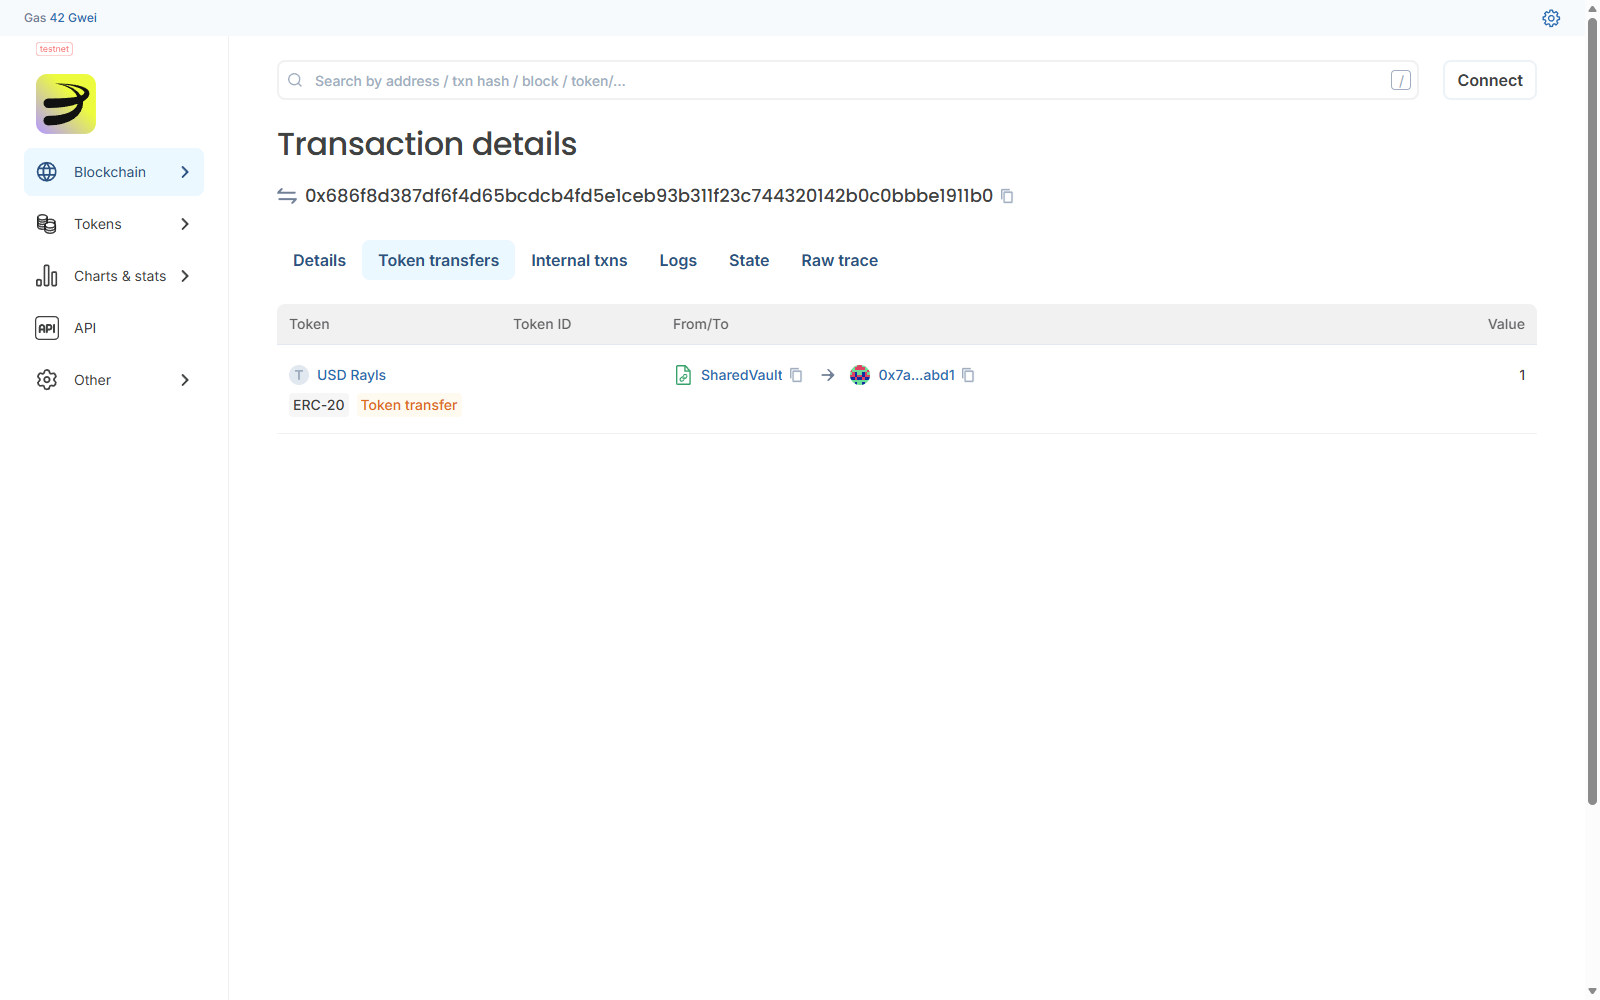 Gas 42 Gwei
testnet
Search by address / txn hash / block / token/... /
Connect
Transaction details
0x686f8d387df6f4d65bcdcb4fd5e1ceb93b311f23c744320142b0c0bbbe1911b0
Blockchain
Tokens
Charts & stats
API API
Other
Details Token transfers Internal txns Logs State Raw trace
Token Token ID From/To Value
T USD Rayls SharedVault 0x7a...abd1 1
ERC-20 Token transfer